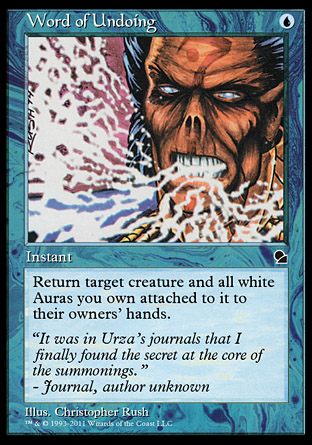 Word of Undoing
Instant
Return target creature and all white
Auras you own attached to it to
their owners' hands.
“It was in Urza's journals that I
finally found the secret at the core of
the summonings.”
- Journal, author unknown
Illus. Christopher Rush
™ & © 1993-2011 Wizards of the Coast LLC